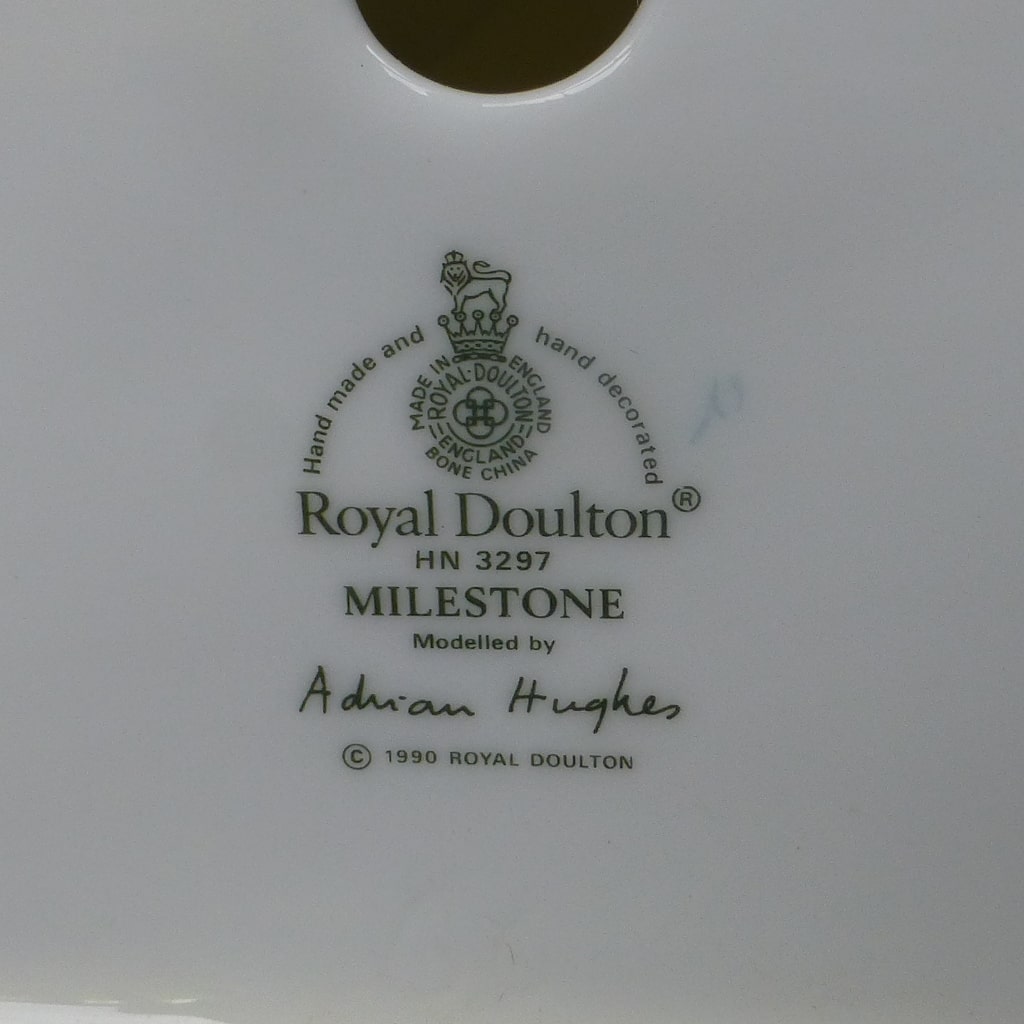 Hand made and hand decorated
MADE IN ENGLAND
ROYAL·DOULTON
ENGLAND
BONE CHINA
Royal Doulton®
HN 3297
MILESTONE
Modelled by
Adrian Hughes
© 1990 ROYAL DOULTON